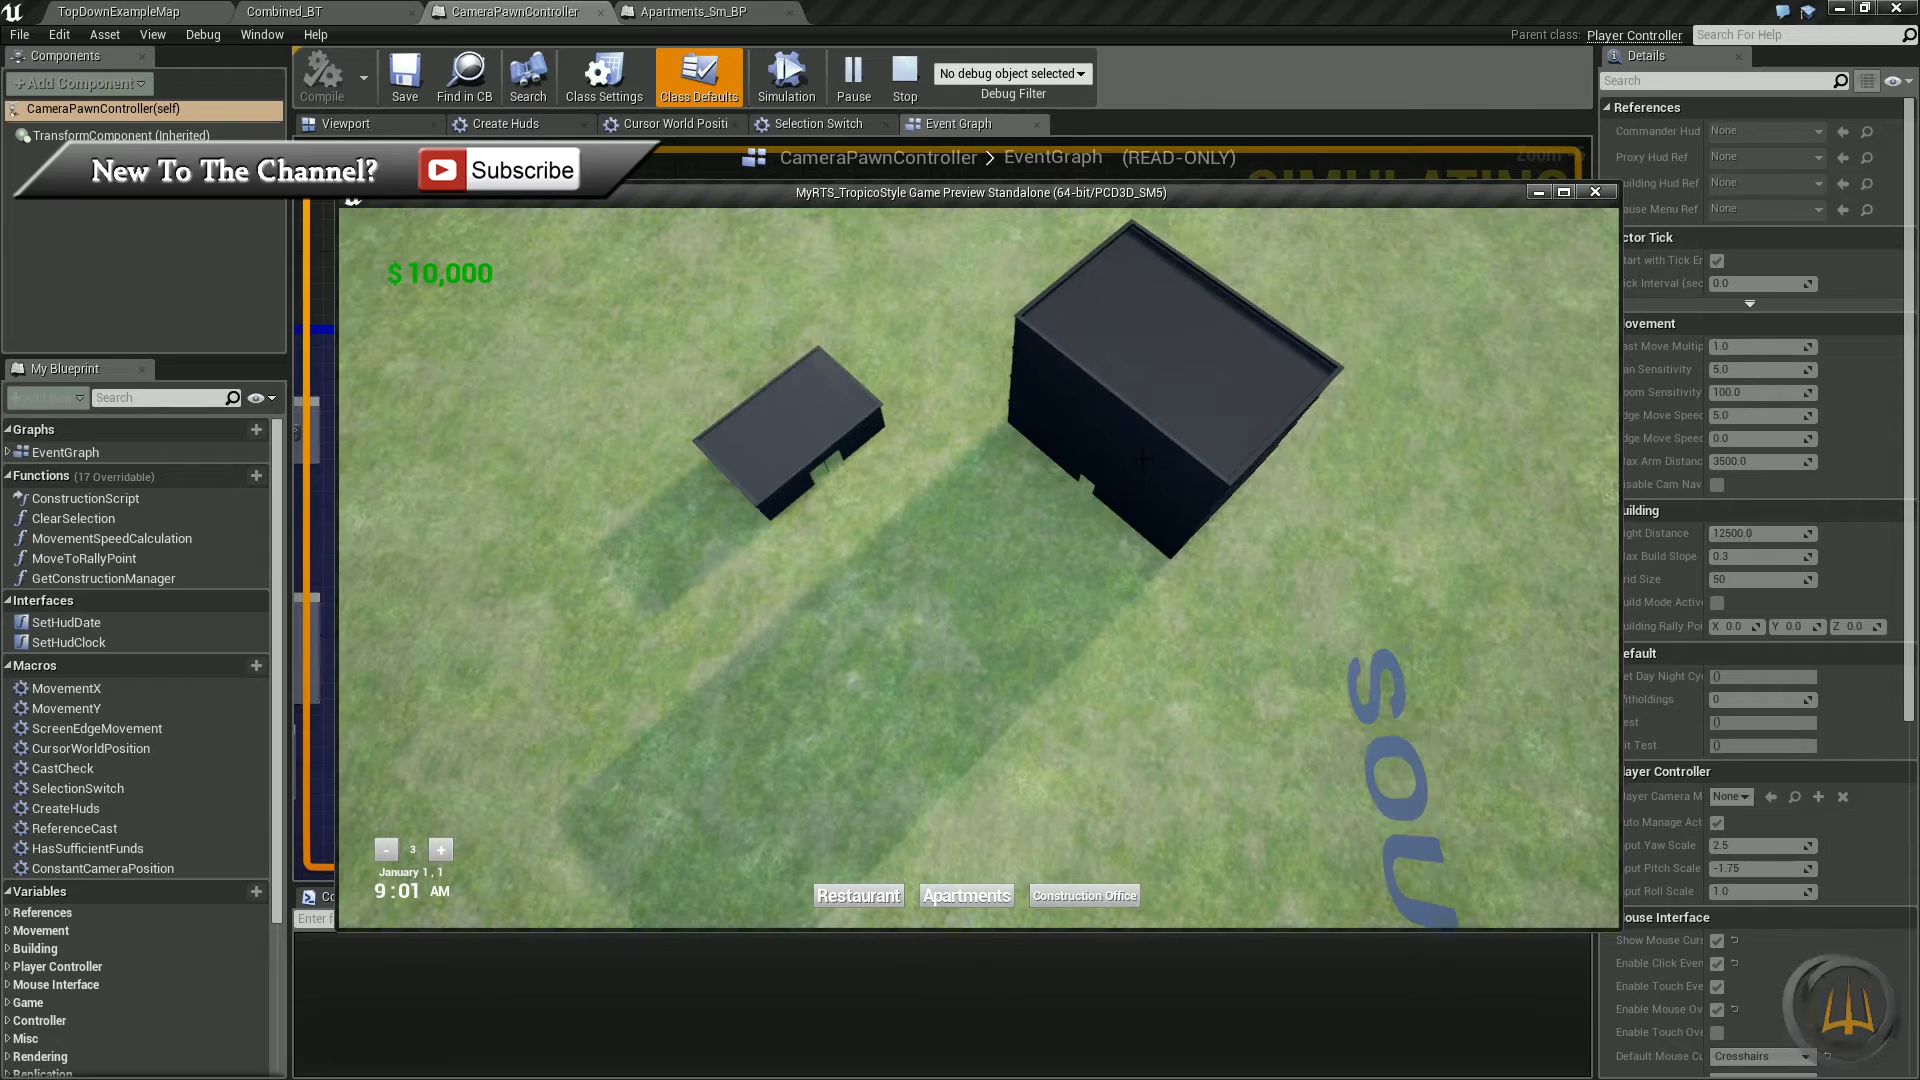 TopDownExampleMap
Combined_BT
CameraPawnController
Apartments_Sm_BP
File Edit Asset View Debug Window Help
Parent class: Player Controller
Search For Help
Components
+Add Component
CameraPawnController(self)
TransformComponent (Inherited)
Compile
Save
Find in CB
Search
Class Settings
Class Defaults
Simulation
Pause
Stop
No debug object selected
Debug Filter
Viewport
Create Huds
Cursor World Positi
Selection Switch
Event Graph
CameraPawnController > EventGraph (READ-ONLY)
New To The Channel?
Subscribe
MyRTS_TropicoStyle Game Preview Standalone (64-bit/PCD3D_SM5)
$ 10,000
- 3 +
January 1 , 1
9:01 AM
Restaurant
Apartments
Construction Office
SOU
My Blueprint
Search
Graphs
EventGraph
Functions (17 Overridable)
ConstructionScript
ClearSelection
MovementSpeedCalculation
MoveToRallyPoint
GetConstructionManager
Interfaces
SetHudDate
SetHudClock
Macros
MovementX
MovementY
ScreenEdgeMovement
CursorWorldPosition
CastCheck
SelectionSwitch
CreateHuds
ReferenceCast
HasSufficientFunds
ConstantCameraPosition
Variables
References
Movement
Building
Player Controller
Mouse Interface
Game
Controller
Misc
Rendering
Replication
Details
Search
References
Commander Hud None
Proxy Hud Ref None
Building Hud Ref None
ause Menu Ref None
ctor Tick
tart with Tick En
ick Interval (sec 0.0
ovement
ast Move Multip 1.0
an Sensitivity 5.0
oom Sensitivity 100.0
dge Move Speed 5.0
dge Move Speed 0.0
ax Arm Distanc 3500.0
isable Cam Nav
uilding
ight Distance 12500.0
ax Build Slope 0.3
rid Size 50
uild Mode Active
uilding Rally Poi X 0.0 Y 0.0 Z 0.0
efault
et Day Night Cyc ()
itholdings 0
est ()
it Test ()
layer Controller
layer Camera M None
uto Manage Act
nput Yaw Scale 2.5
nput Pitch Scale -1.75
nput Roll Scale 1.0
ouse Interface
Show Mouse Curs
Enable Click Even
Enable Touch Eve
Enable Mouse Ov
Enable Touch Ove
Default Mouse Cu Crosshairs